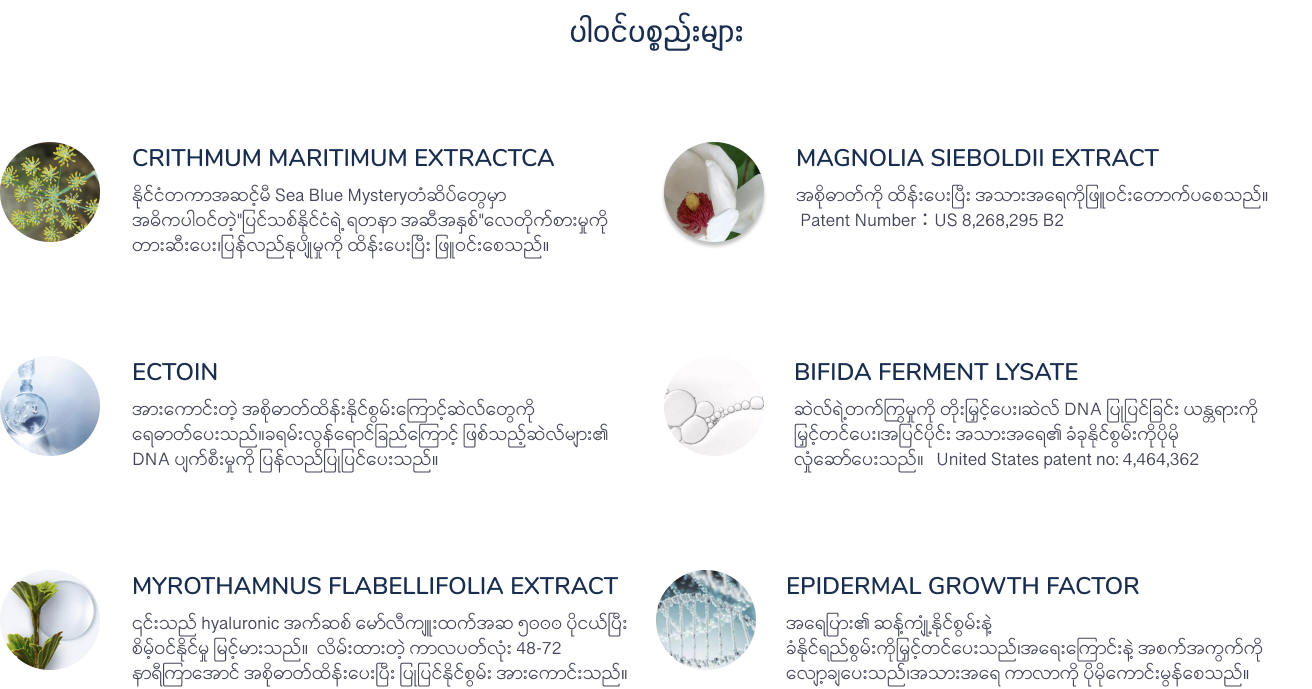 ပါဝင်ပစ္စည်းများ
CRITHMUM MARITIMUM EXTRACTCA
နိုင်ငံတကာအဆင့်မီ Sea Blue Mysteryတံဆိပ်တွေမှာ
အဓိကပါဝင်တဲ့"ပြင်သစ်နိုင်ငံရဲ့ ရတနာ အဆီအနှစ်"လေတိုက်စားမှုကို
တားဆီးပေး၊ပြန်လည်နုပျိုမှုကို ထိန်းပေးပြီး ဖြူဝင်းစေသည်။
MAGNOLIA SIEBOLDII EXTRACT
အစိုဓာတ်ကို ထိန်းပေးပြီး အသားအရေကိုဖြူဝင်းတောက်ပစေသည်။
Patent Number：US 8,268,295 B2
ECTOIN
အားကောင်းတဲ့ အစိုဓာတ်ထိန်းနိုင်စွမ်းကြောင့်ဆဲလ်တွေကို
ရေဓာတ်ပေးသည်။ခရမ်းလွန်ရောင်ခြည်ကြောင့် ဖြစ်သည့်ဆဲလ်များ၏
DNA ပျက်စီးမှုကို ပြန်လည်ပြုပြင်ပေးသည်။
BIFIDA FERMENT LYSATE
ဆဲလ်ရဲ့တက်ကြွမှုကို တိုးမြှင့်ပေး၊ဆဲလ် DNA ပြုပြင်ခြင်း ယန္တရားကို
မြှင့်တင်ပေး၊အပြင်ပိုင်း အသားအရေ၏ ခံခုနိုင်စွမ်းကိုပိုမို
လှုံ့ဆော်ပေးသည်။ United States patent no: 4,464,362
MYROTHAMNUS FLABELLIFOLIA EXTRACT
၎င်းသည် hyaluronic အက်ဆစ် မော်လီကျူးထက်အဆ ၅၀၀၀ ပိုငယ်ပြီး
စိမ့်ဝင်နိုင်မှု မြင့်မားသည်။ လိမ်းထားတဲ့ ကာလပတ်လုံး 48-72
နာရီကြာအောင် အစိုဓာတ်ထိန်းပေးပြီး ပြုပြင်နိုင်စွမ်း အားကောင်းသည်။
EPIDERMAL GROWTH FACTOR
အရေပြား၏ ဆန့်ကျုံ့နိုင်စွမ်းနဲ့
ခံနိုင်ရည်စွမ်းကိုမြှင့်တင်ပေးသည်၊အရေးကြောင်းနဲ့ အစက်အကွက်ကို
လျော့ချပေးသည်၊အသားအရေ ကာလာကို ပိုမိုကောင်းမွန်စေသည်။